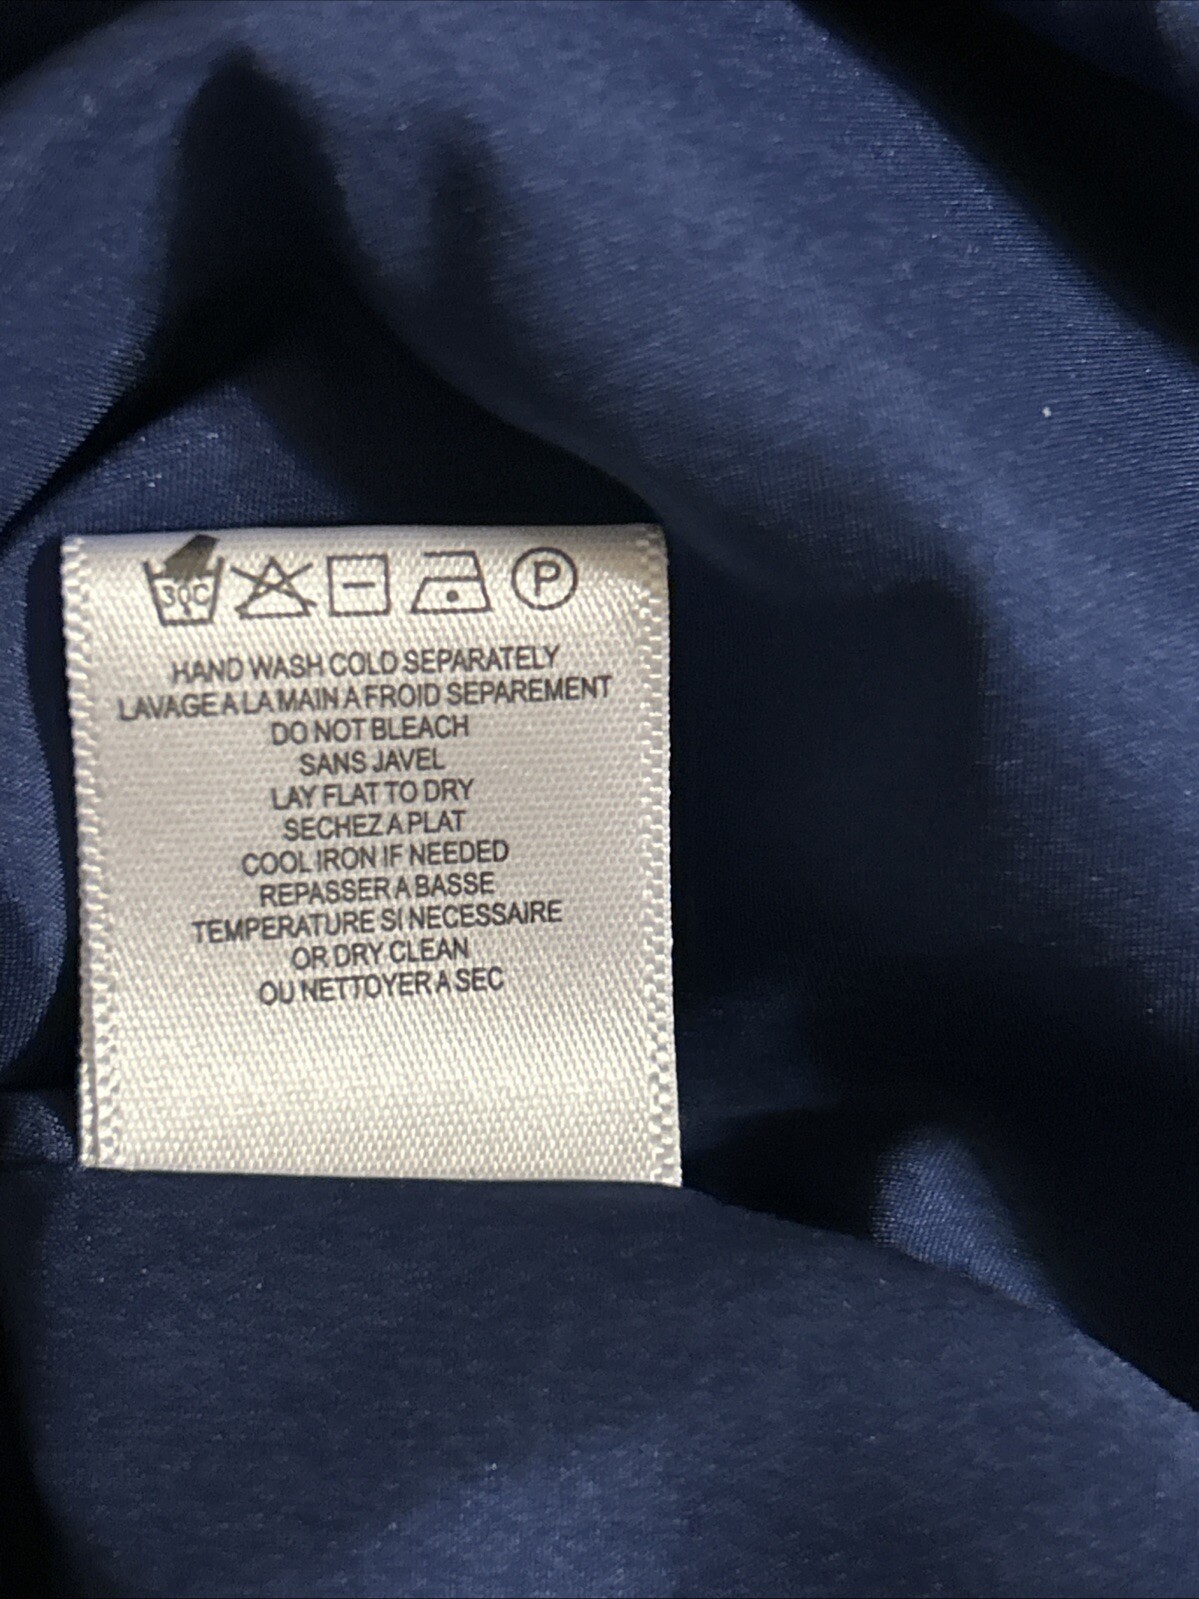 30C P
HAND WASH COLD SEPARATELY
LAVAGE A LA MAIN A FROID SEPAREMENT
DO NOT BLEACH
SANS JAVEL
LAY FLAT TO DRY
SECHEZ A PLAT
COOL IRON IF NEEDED
REPASSER A BASSE
TEMPERATURE SI NECESSAIRE
OR DRY CLEAN
OU NETTOYER A SEC